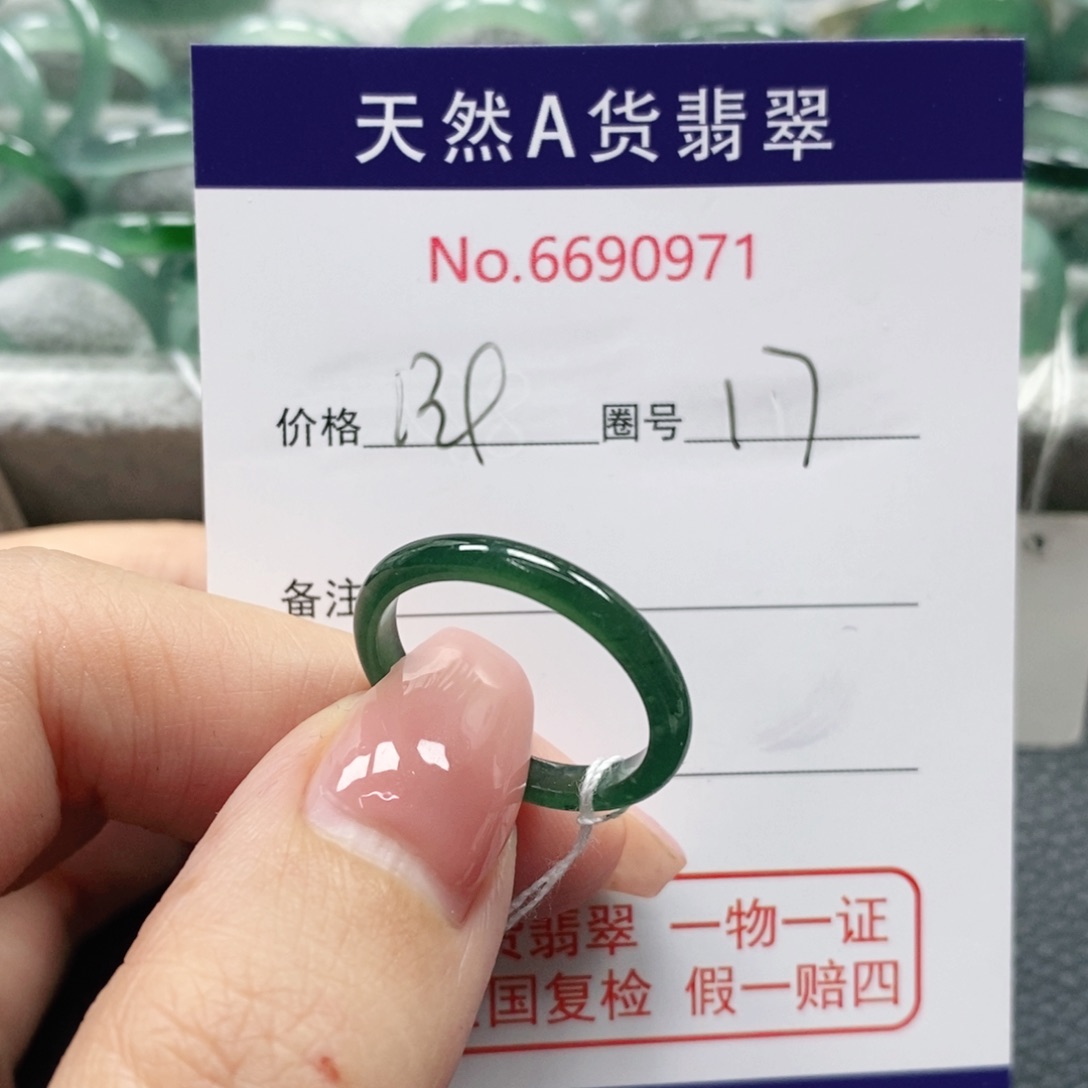 天然A货翡翠
No.6690971
价格 圈号 17
备注
货翡翠 一物一证
国复检 假一赔四